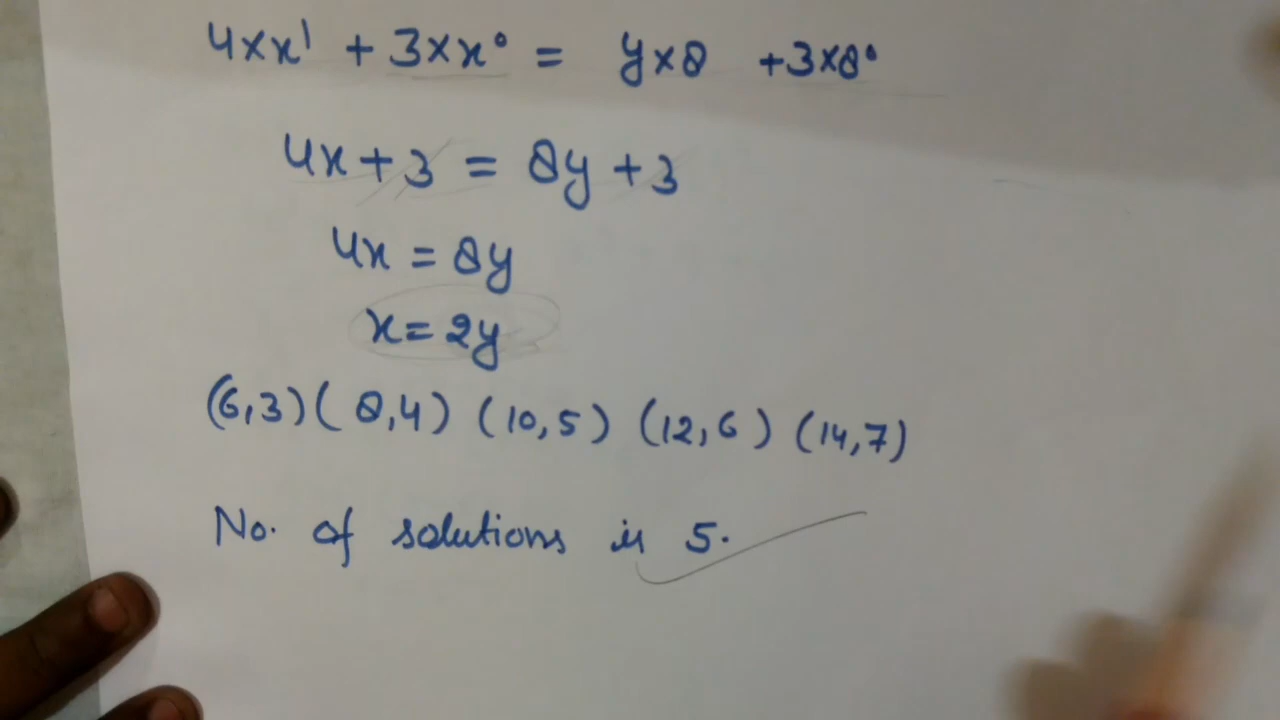 4×x¹ + 3×x⁰ = y×8 +3×8⁰
4x+3 = 8y+3
4x = 8y
x=2y
(6,3)(8,4) (10,5) (12,6) (14,7)
No. of solutions is 5.